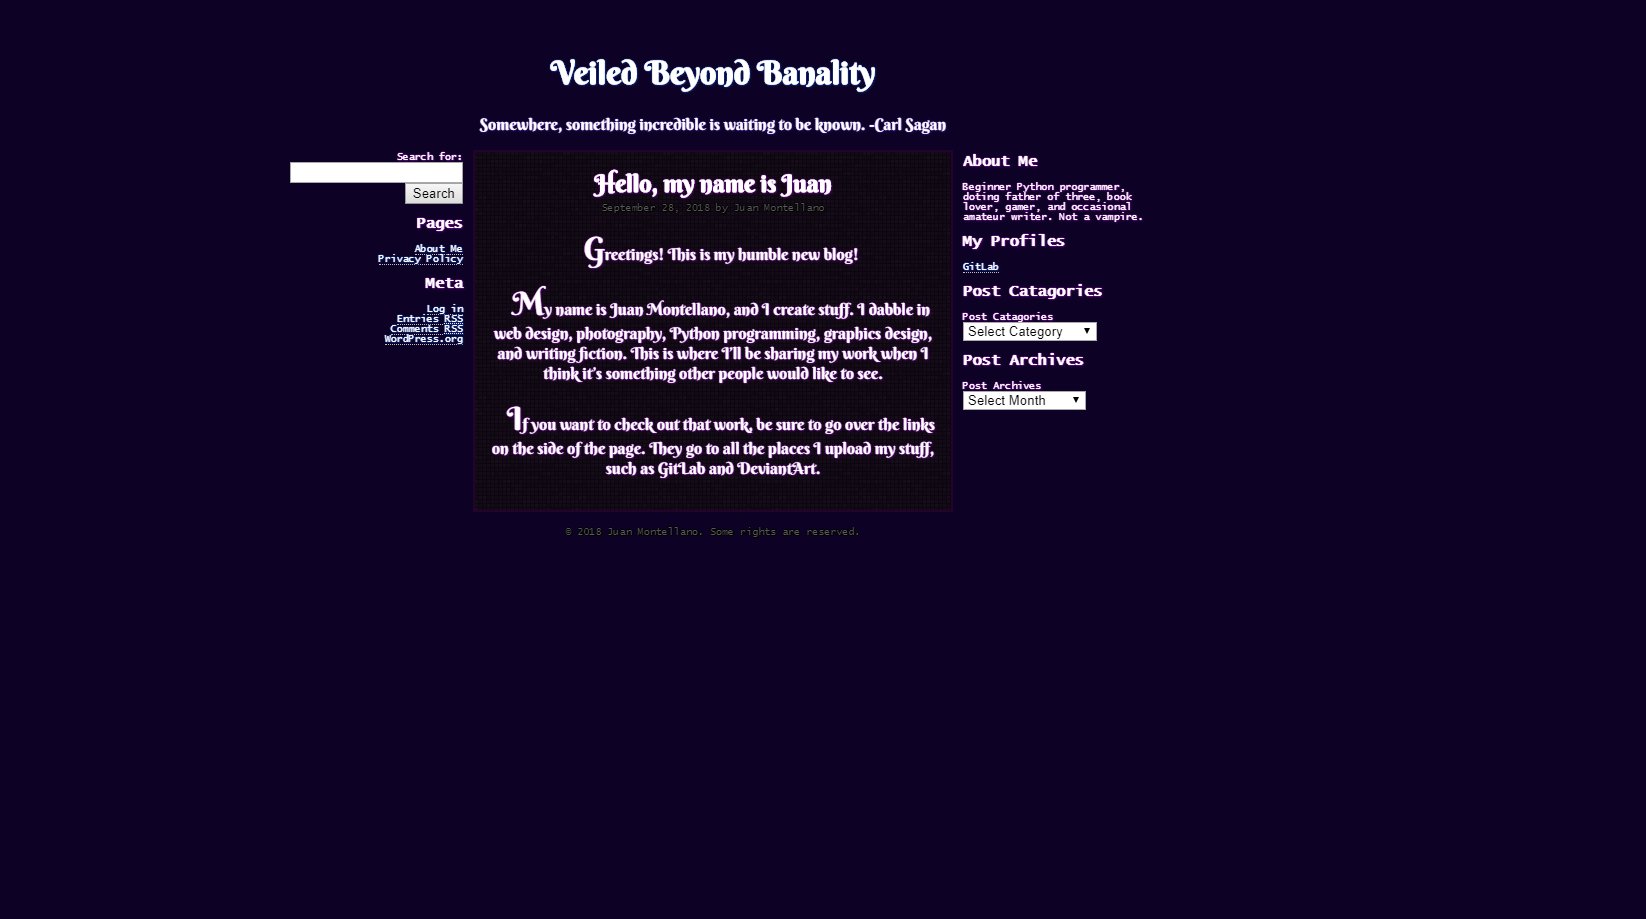 Veiled Beyond Banality
Somewhere, something incredible is waiting to be known. -Carl Sagan
Search for:
Search
Pages
About Me
Privacy Policy
Meta
Log in
Entries RSS
Comments RSS
WordPress.org
Hello, my name is Juan
September 28, 2018 by Juan Montellano
Greetings! This is my humble new blog!
My name is Juan Montellano, and I create stuff. I dabble in
web design, photography, Python programming, graphics design,
and writing fiction. This is where I'll be sharing my work when I
think it's something other people would like to see.
If you want to check out that work, be sure to go over the links
on the side of the page. They go to all the places I upload my stuff,
such as GitLab and DeviantArt.
© 2018 Juan Montellano. Some rights are reserved.
About Me
Beginner Python programmer,
doting father of three, book
lover, gamer, and occasional
amateur writer. Not a vampire.
My Profiles
GitLab
Post Catagories
Post Catagories
Select Category
Post Archives
Post Archives
Select Month